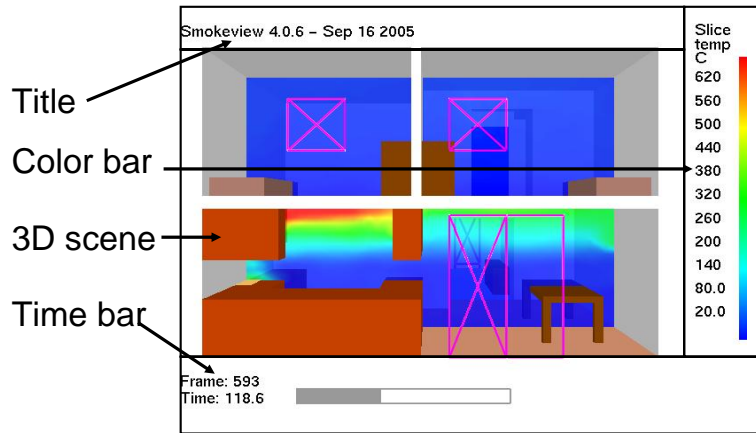 Smokeview 4.0.6 – Sep 16 2005
Slice
temp
C
620
560
500
440
380
320
260
200
140
80.0
20.0
Title
Color bar
3D scene
Time bar
Frame: 593
Time: 118.6